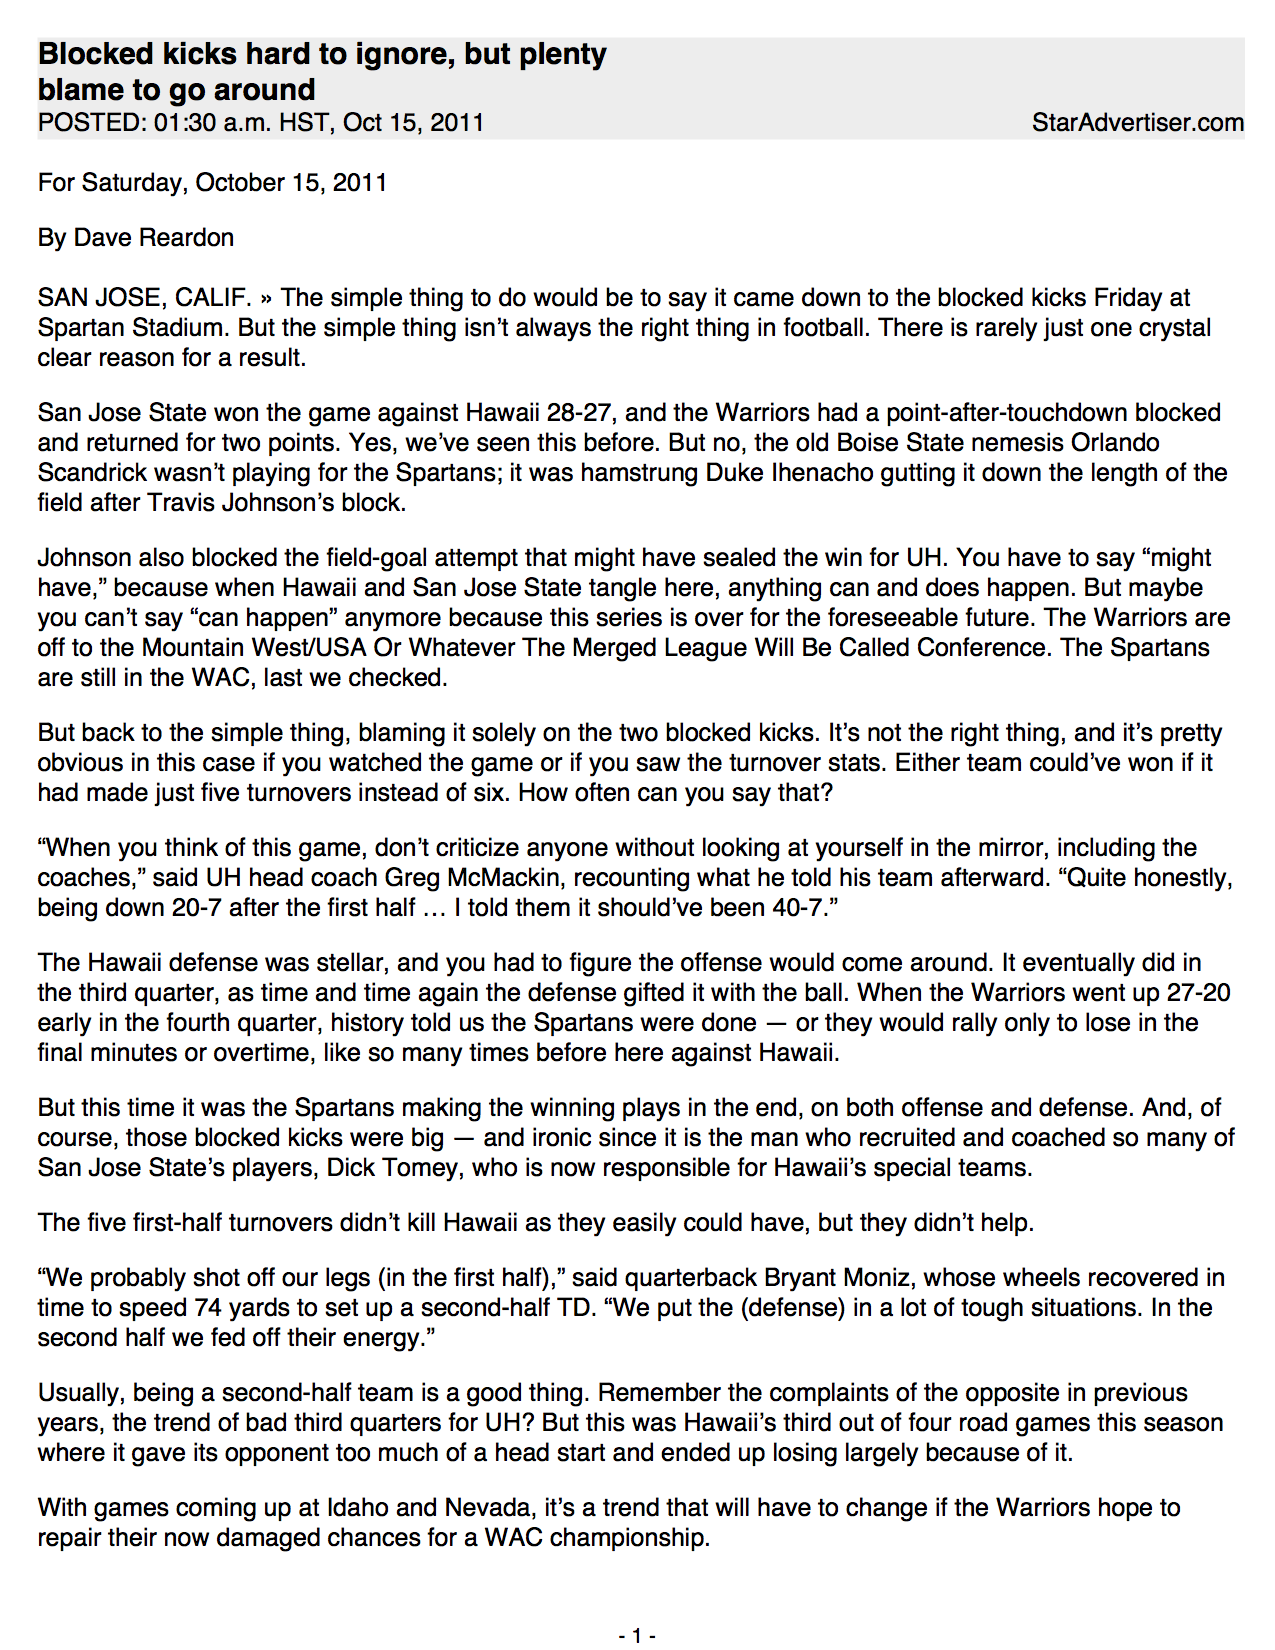 Blocked kicks hard to ignore, but plenty
blame to go around
POSTED: 01:30 a.m. HST, Oct 15, 2011 StarAdvertiser.com
For Saturday, October 15, 2011
By Dave Reardon
SAN JOSE, CALIF. » The simple thing to do would be to say it came down to the blocked kicks Friday at
Spartan Stadium. But the simple thing isn’t always the right thing in football. There is rarely just one crystal
clear reason for a result.
San Jose State won the game against Hawaii 28-27, and the Warriors had a point-after-touchdown blocked
and returned for two points. Yes, we’ve seen this before. But no, the old Boise State nemesis Orlando
Scandrick wasn’t playing for the Spartans; it was hamstrung Duke Ihenacho gutting it down the length of the
field after Travis Johnson’s block.
Johnson also blocked the field-goal attempt that might have sealed the win for UH. You have to say “might
have,” because when Hawaii and San Jose State tangle here, anything can and does happen. But maybe
you can’t say “can happen” anymore because this series is over for the foreseeable future. The Warriors are
off to the Mountain West/USA Or Whatever The Merged League Will Be Called Conference. The Spartans
are still in the WAC, last we checked.
But back to the simple thing, blaming it solely on the two blocked kicks. It’s not the right thing, and it’s pretty
obvious in this case if you watched the game or if you saw the turnover stats. Either team could’ve won if it
had made just five turnovers instead of six. How often can you say that?
“When you think of this game, don’t criticize anyone without looking at yourself in the mirror, including the
coaches,” said UH head coach Greg McMackin, recounting what he told his team afterward. “Quite honestly,
being down 20-7 after the first half … I told them it should’ve been 40-7.”
The Hawaii defense was stellar, and you had to figure the offense would come around. It eventually did in
the third quarter, as time and time again the defense gifted it with the ball. When the Warriors went up 27-20
early in the fourth quarter, history told us the Spartans were done — or they would rally only to lose in the
final minutes or overtime, like so many times before here against Hawaii.
But this time it was the Spartans making the winning plays in the end, on both offense and defense. And, of
course, those blocked kicks were big — and ironic since it is the man who recruited and coached so many of
San Jose State’s players, Dick Tomey, who is now responsible for Hawaii’s special teams.
The five first-half turnovers didn’t kill Hawaii as they easily could have, but they didn’t help.
“We probably shot off our legs (in the first half),” said quarterback Bryant Moniz, whose wheels recovered in
time to speed 74 yards to set up a second-half TD. “We put the (defense) in a lot of tough situations. In the
second half we fed off their energy.”
Usually, being a second-half team is a good thing. Remember the complaints of the opposite in previous
years, the trend of bad third quarters for UH? But this was Hawaii’s third out of four road games this season
where it gave its opponent too much of a head start and ended up losing largely because of it.
With games coming up at Idaho and Nevada, it’s a trend that will have to change if the Warriors hope to
repair their now damaged chances for a WAC championship.
- 1 -